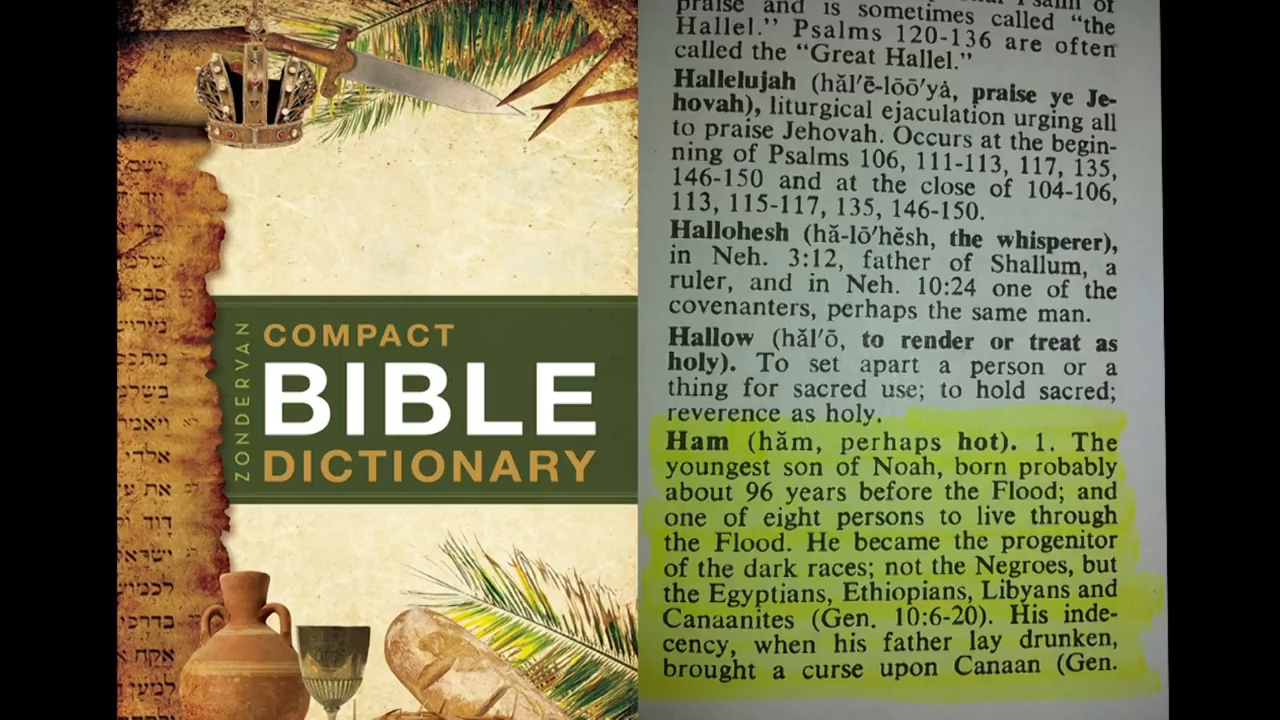 COMPACT
BIBLE
DICTIONARY
ZONDERVAN
Psalm of
praise and is sometimes called “the
Hallel.” Psalms 120-136 are often
called the “Great Hallel.”
Hallelujah (hăl′ē-lōō′yȧ, praise ye Je-
hovah), liturgical ejaculation urging all
to praise Jehovah. Occurs at the begin-
ning of Psalms 106, 111-113, 117, 135,
146-150 and at the close of 104-106,
113, 115-117, 135, 146-150.
Hallohesh (hă-lō′hĕsh, the whisperer),
in Neh. 3:12, father of Shallum, a
ruler, and in Neh. 10:24 one of the
covenanters, perhaps the same man.
Hallow (hăl′ō, to render or treat as
holy). To set apart a person or a
thing for sacred use; to hold sacred;
reverence as holy.
Ham (hăm, perhaps hot). 1. The
youngest son of Noah, born probably
about 96 years before the Flood; and
one of eight persons to live through
the Flood. He became the progenitor
of the dark races; not the Negroes, but
the Egyptians, Ethiopians, Libyans and
Canaanites (Gen. 10:6-20). His inde-
cency, when his father lay drunken,
brought a curse upon Canaan (Gen.